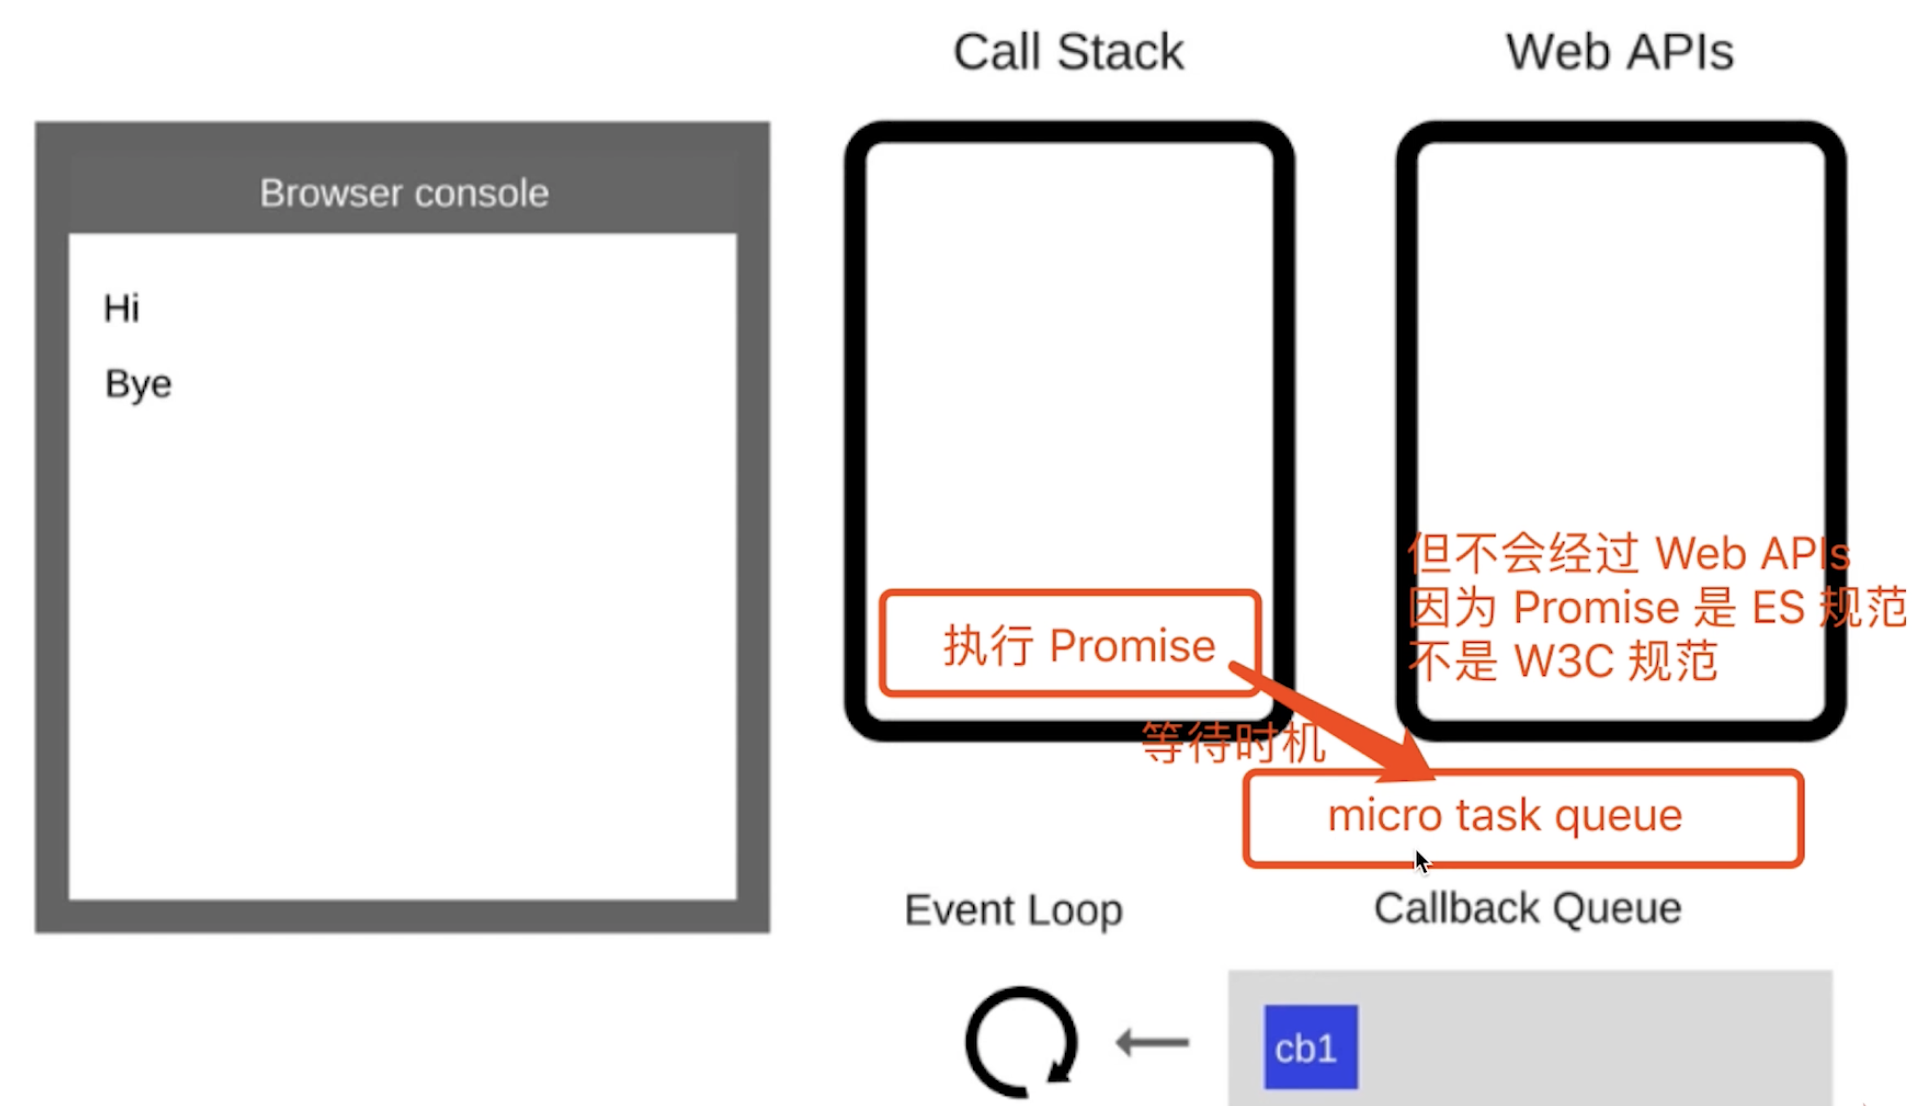 Call Stack
Web APIs
Browser console
Hi
Bye
但不会经过 Web APIs
因为 Promise 是 ES 规范
不是 W3C 规范
执行 Promise
等待时机
micro task queue
Event Loop
Callback Queue
cb1